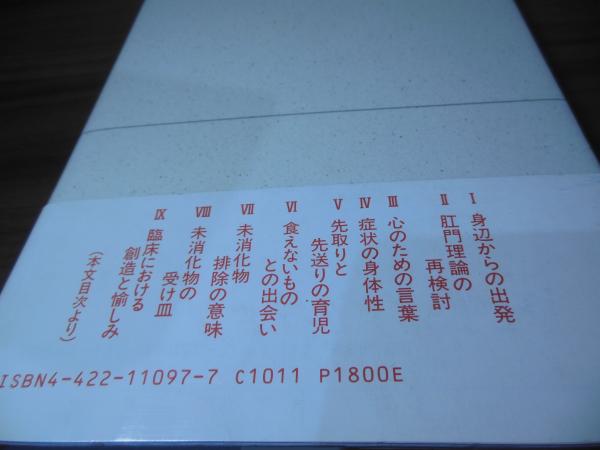 Ⅰ 身辺からの出発
Ⅱ 肛門理論の
再検討
Ⅲ 心のための言葉
Ⅳ 症状の身体性
Ⅴ 先取りと
先送りの育児
Ⅵ 食えないもの
との出会い
Ⅶ 未消化物
排除の意味
Ⅷ 未消化物の
受け皿
Ⅸ 臨床における
創造と愉しみ
(本文目次より)
ISBN4-422-11097-7 C1011 P1800E